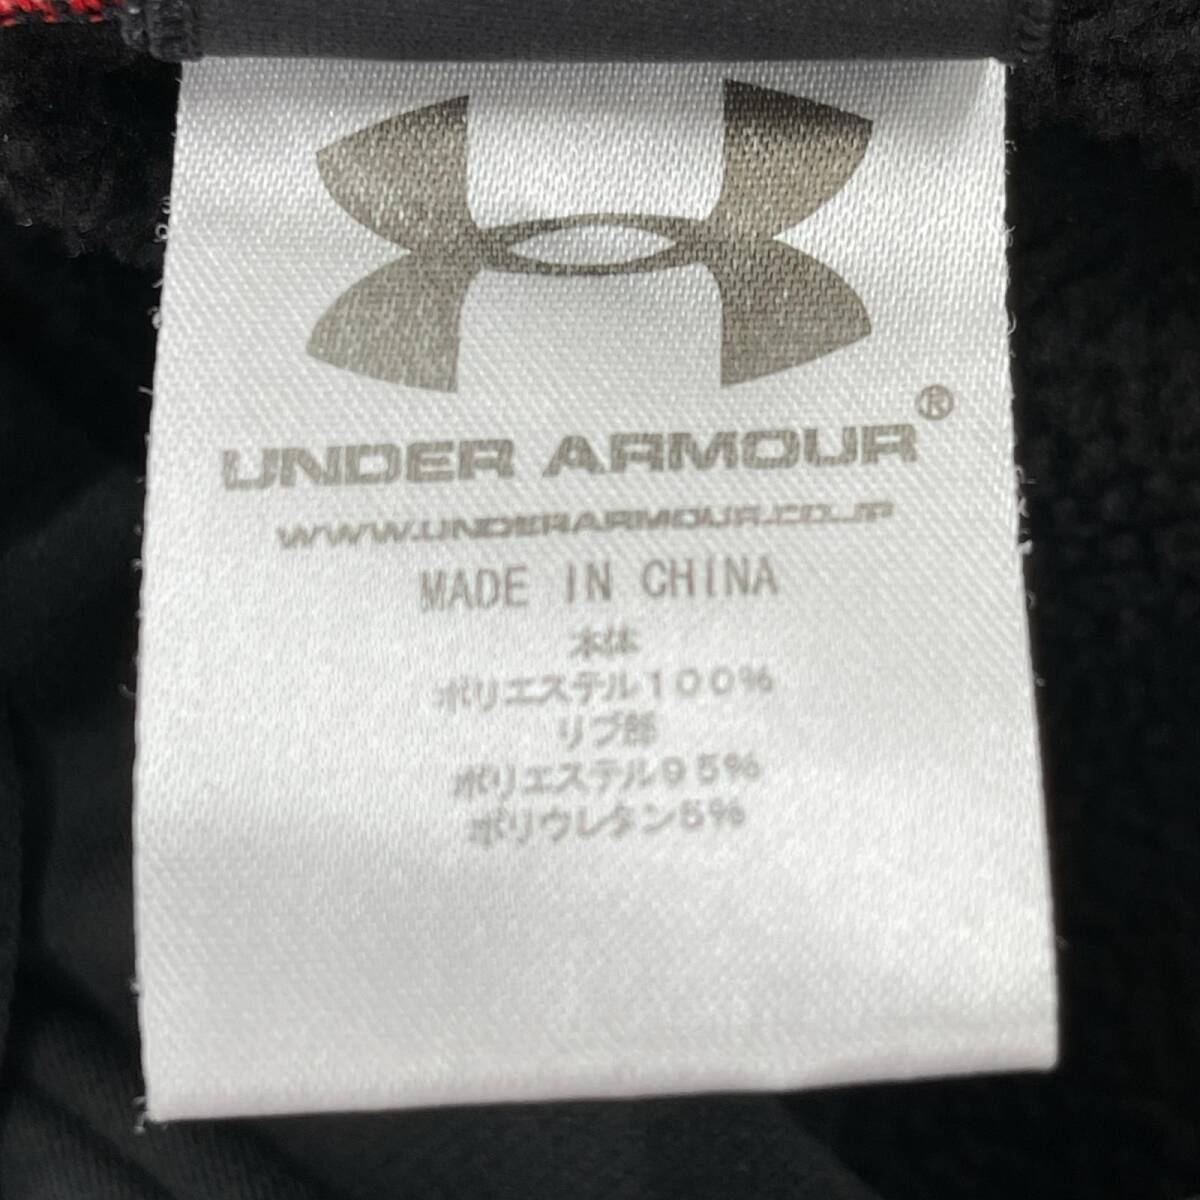 UNDER ARMOUR®
WWW.UNDERARMOUR.CO.JP
MADE IN CHINA
本体
ポリエステル100%
リブ部
ポリエステル95%
ポリウレタン5%